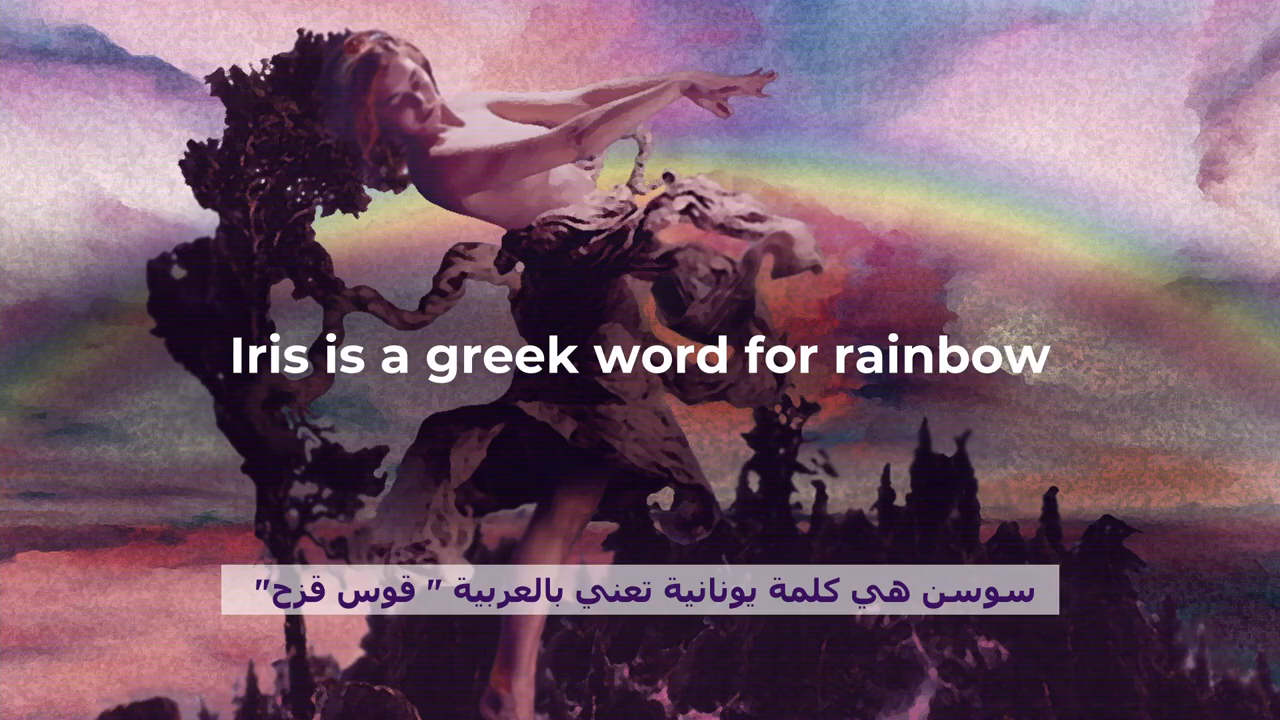 Iris is a greek word for rainbow
سوسن هي كلمة يونانية تعني بالعربية " قوس قزح"